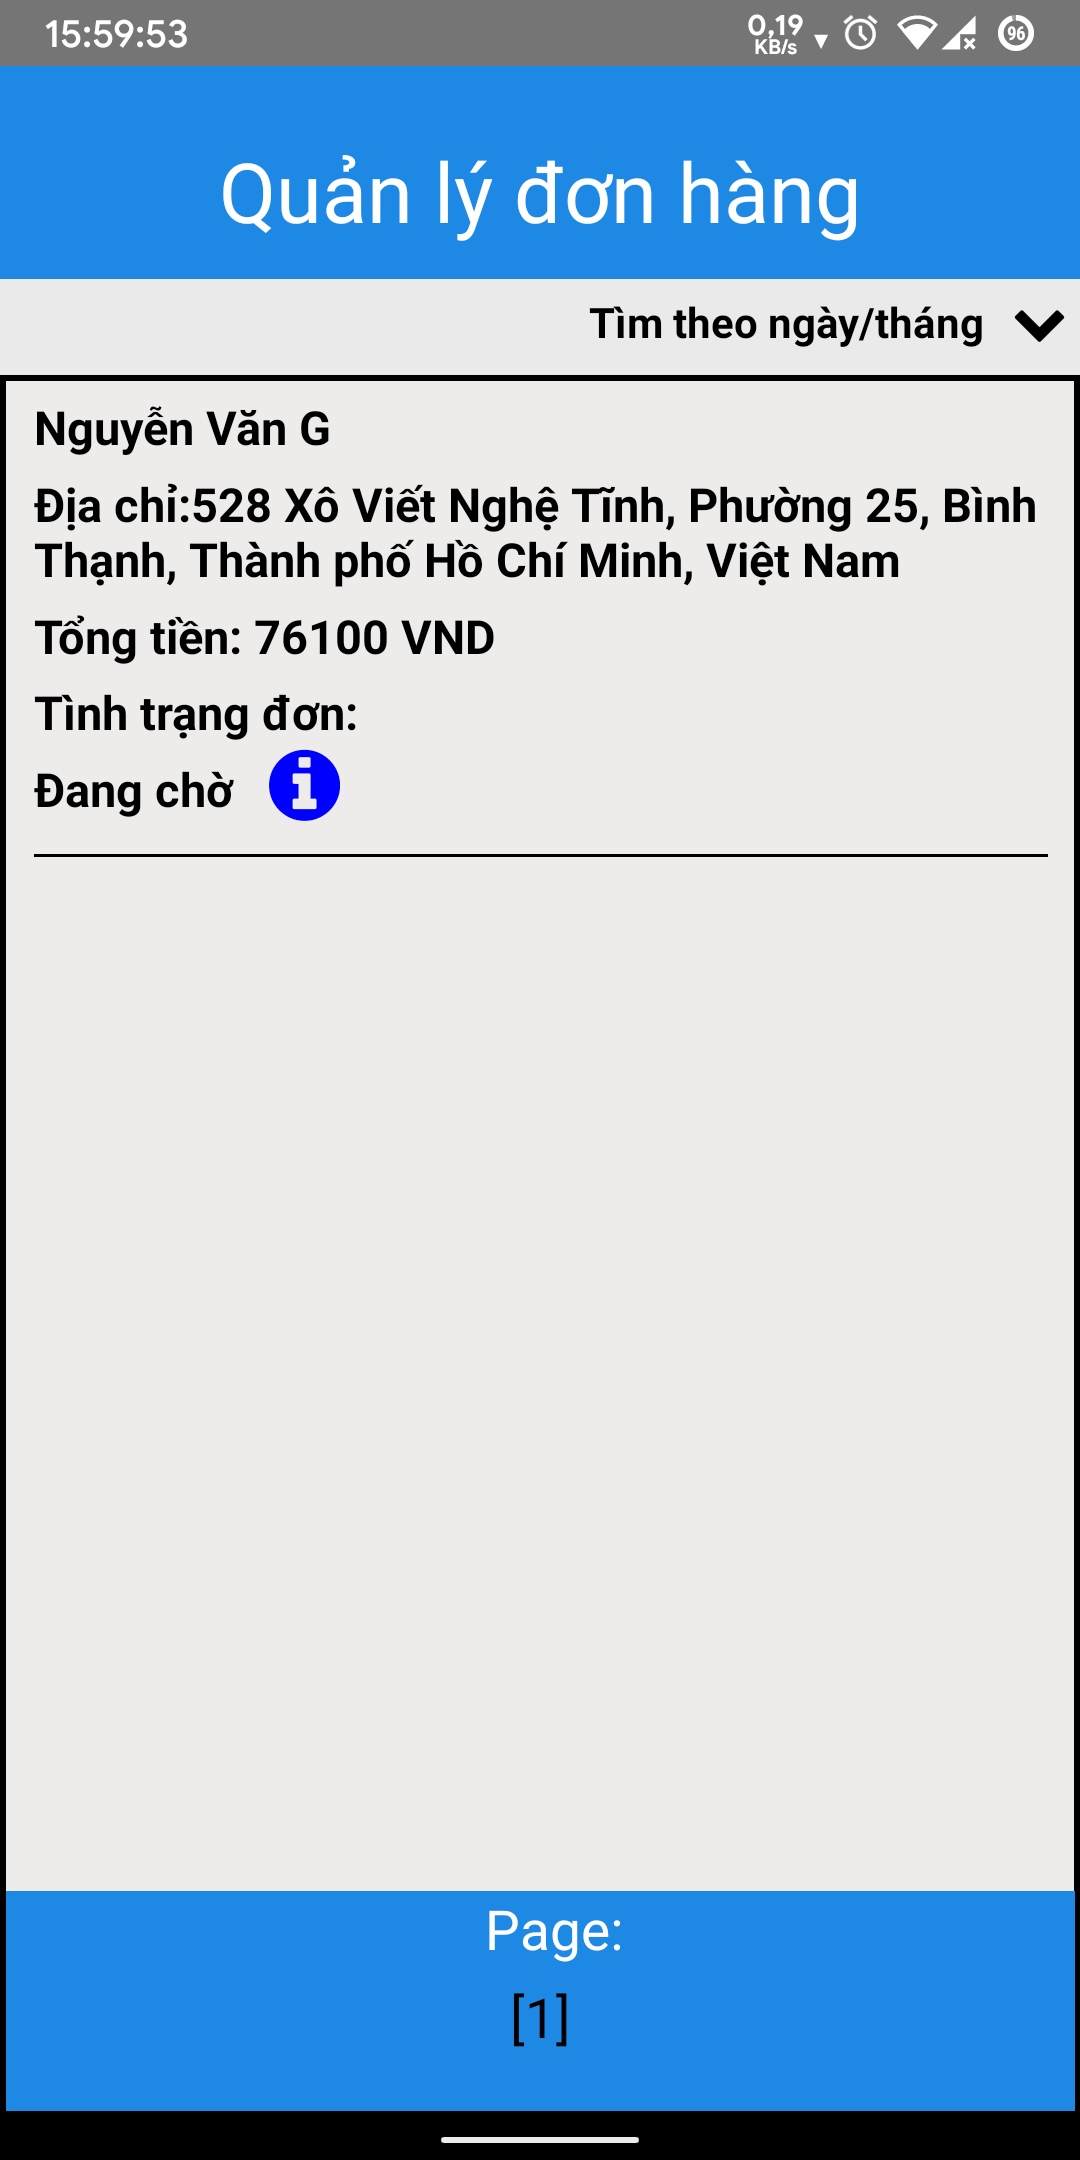 15:59:53
0,19
KB/s
96
Quản lý đơn hàng
Tìm theo ngày/tháng
Nguyễn Văn G
Địa chỉ:528 Xô Viết Nghệ Tĩnh, Phường 25, Bình
Thạnh, Thành phố Hồ Chí Minh, Việt Nam
Tổng tiền: 76100 VND
Tình trạng đơn:
Đang chờ
Page:
[1]